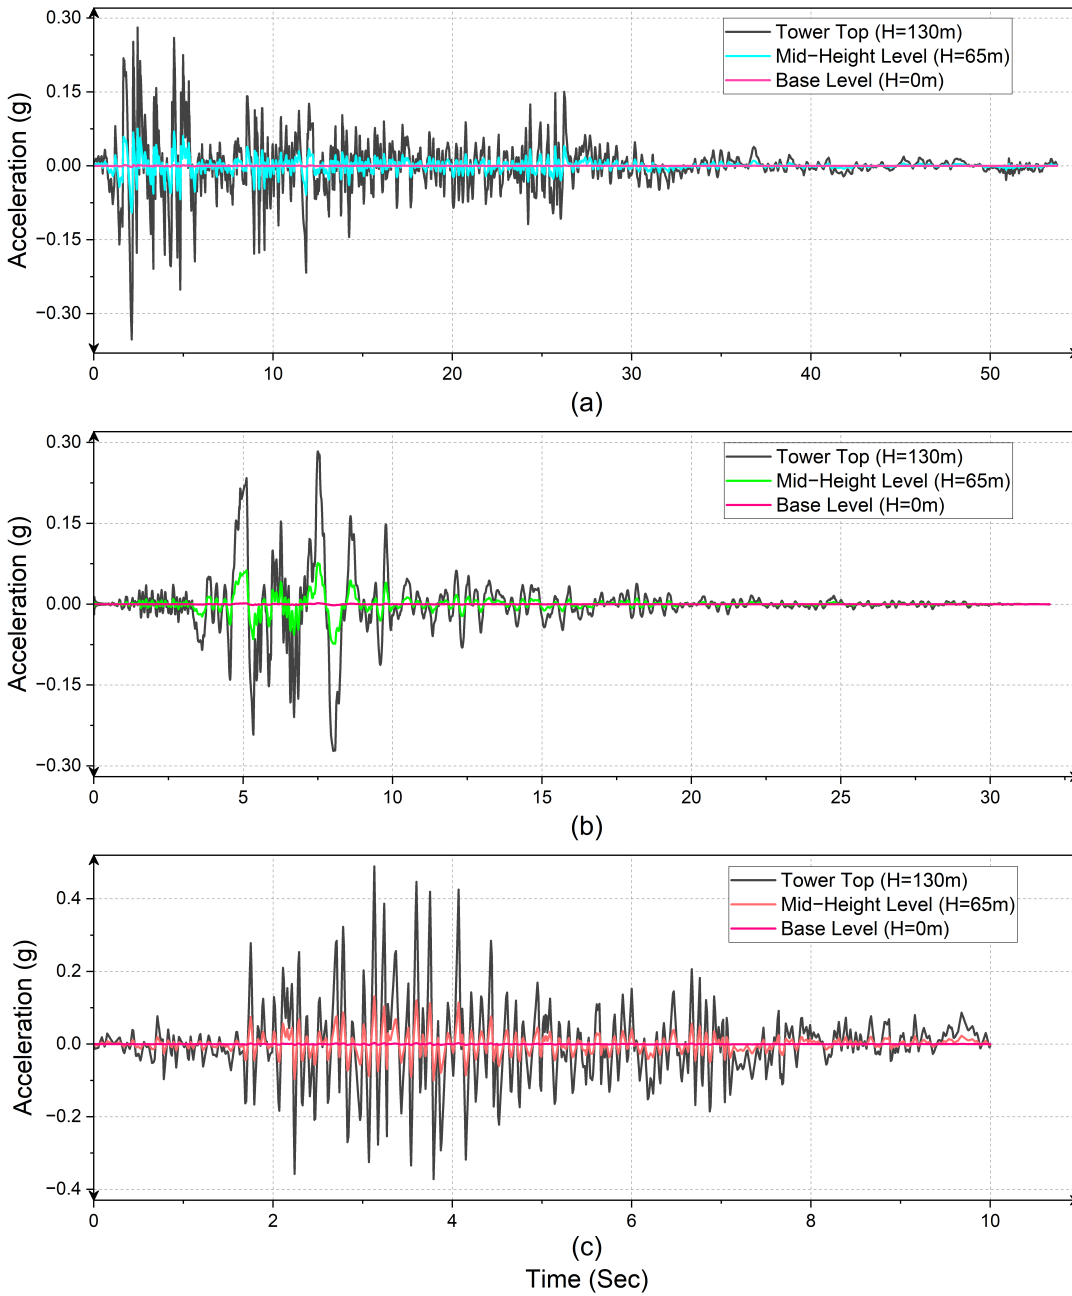 0.30
0.15
0.00
−0.15
−0.30
Acceleration (g)
Tower Top (H=130m)
Mid−Height Level (H=65m)
Base Level (H=0m)
0 10 20 30 40 50
(a)
0.30
0.15
0.00
−0.15
−0.30
Acceleration (g)
Tower Top (H=130m)
Mid−Height Level (H=65m)
Base Level (H=0m)
0 5 10 15 20 25 30
(b)
0.4
0.2
0.0
−0.2
−0.4
Acceleration (g)
Tower Top (H=130m)
Mid−Height Level (H=65m)
Base Level (H=0m)
0 2 4 6 8 10
(c)
Time (Sec)